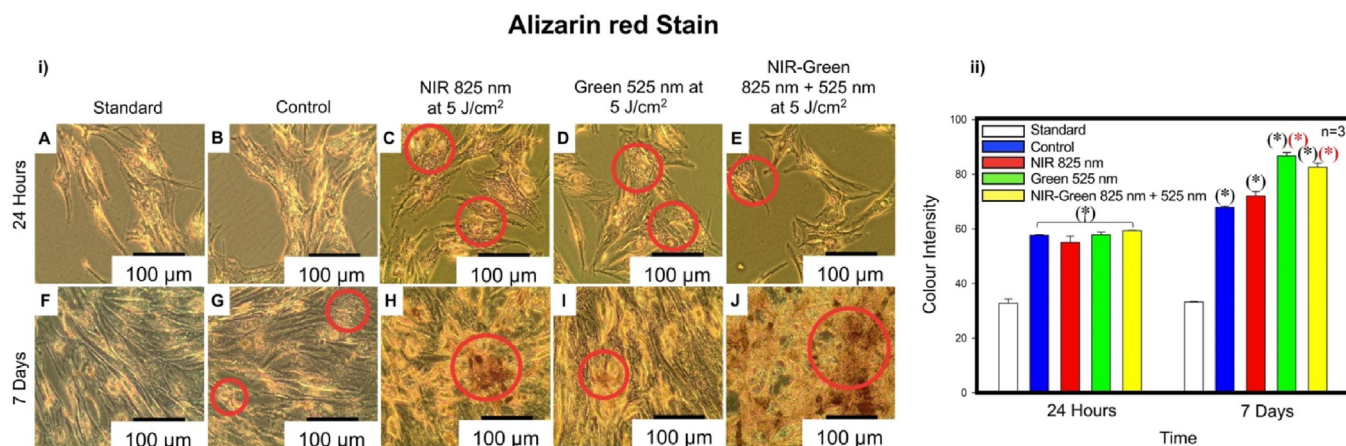 Alizarin red Stain
i)
Standard
Control
NIR 825 nm
at 5 J/cm²
Green 525 nm at
5 J/cm²
NIR-Green
825 nm + 525 nm
at 5 J/cm²
24 Hours
A
B
C
D
E
100 µm
100 µm
100 µm
100 µm
100 µm
7 Days
F
G
H
I
J
100 µm
100 µm
100 µm
100 µm
100 µm
ii)
Colour Intensity
100
80
60
40
20
0
Standard
Control
NIR 825 nm
Green 525 nm
NIR-Green 825 nm + 525 nm
n=3
(*)
(*)
(*)
(*)(*)
(*)(*)
24 Hours
7 Days
Time